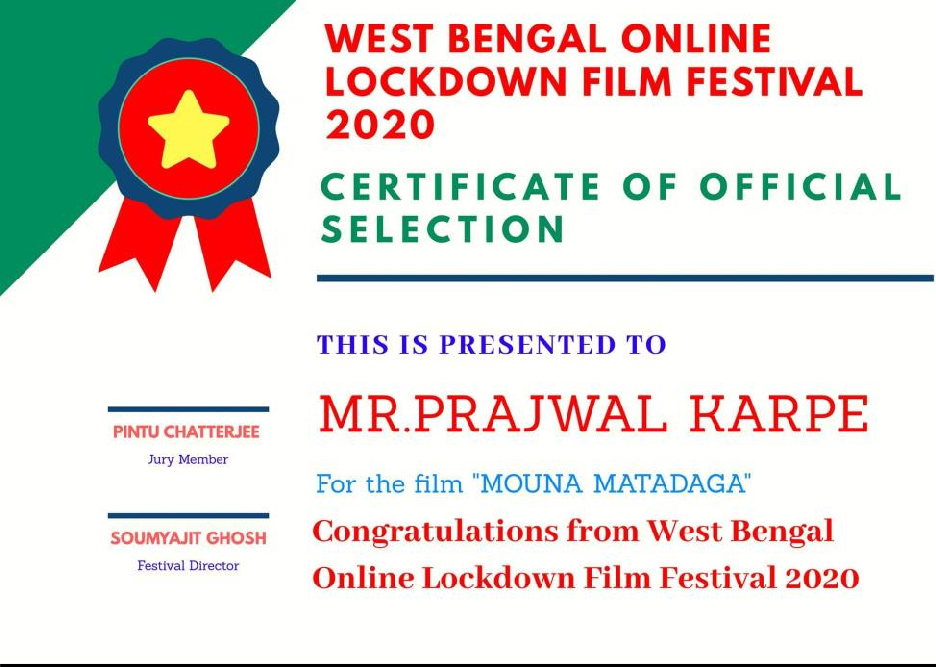 WEST BENGAL ONLINE
LOCKDOWN FILM FESTIVAL
2020
CERTIFICATE OF OFFICIAL
SELECTION
THIS IS PRESENTED TO
MR.PRAJWAL KARPE
For the film "MOUNA MATADAGA"
Congratulations from West Bengal
Online Lockdown Film Festival 2020
PINTU CHATTERJEE
Jury Member
SOUMYAJIT GHOSH
Festival Director